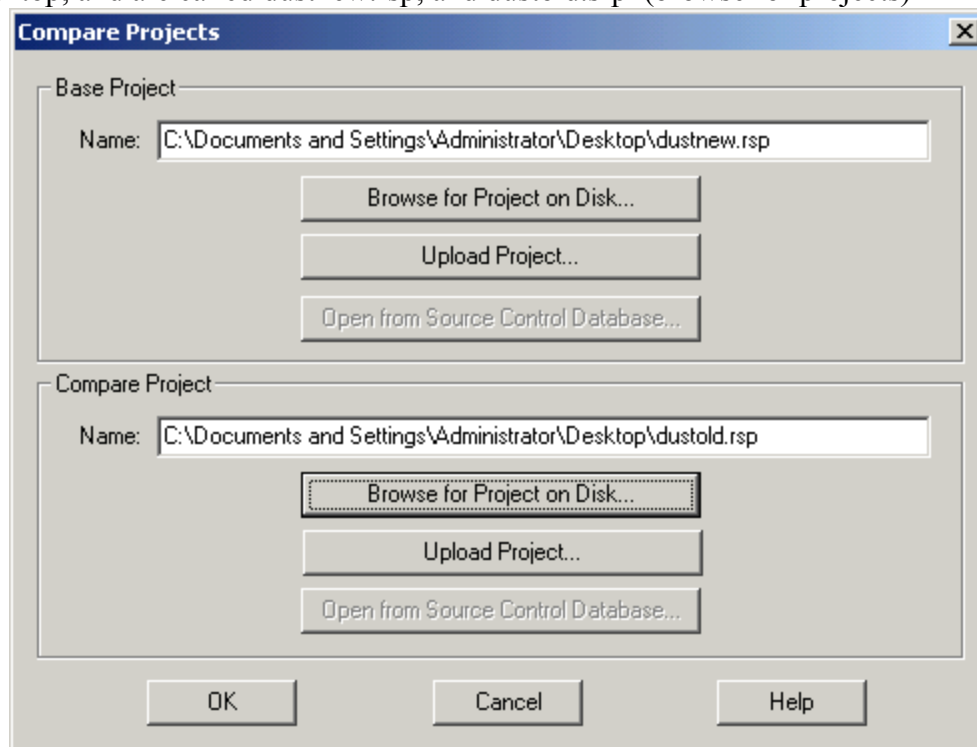 Compare Projects
Base Project
Name: C:\Documents and Settings\Administrator\Desktop\dustnew.rsp
Browse for Project on Disk...
Upload Project...
Open from Source Control Database...
Compare Project
Name: C:\Documents and Settings\Administrator\Desktop\dustold.rsp
Browse for Project on Disk...
Upload Project...
Open from Source Control Database...
OK Cancel Help